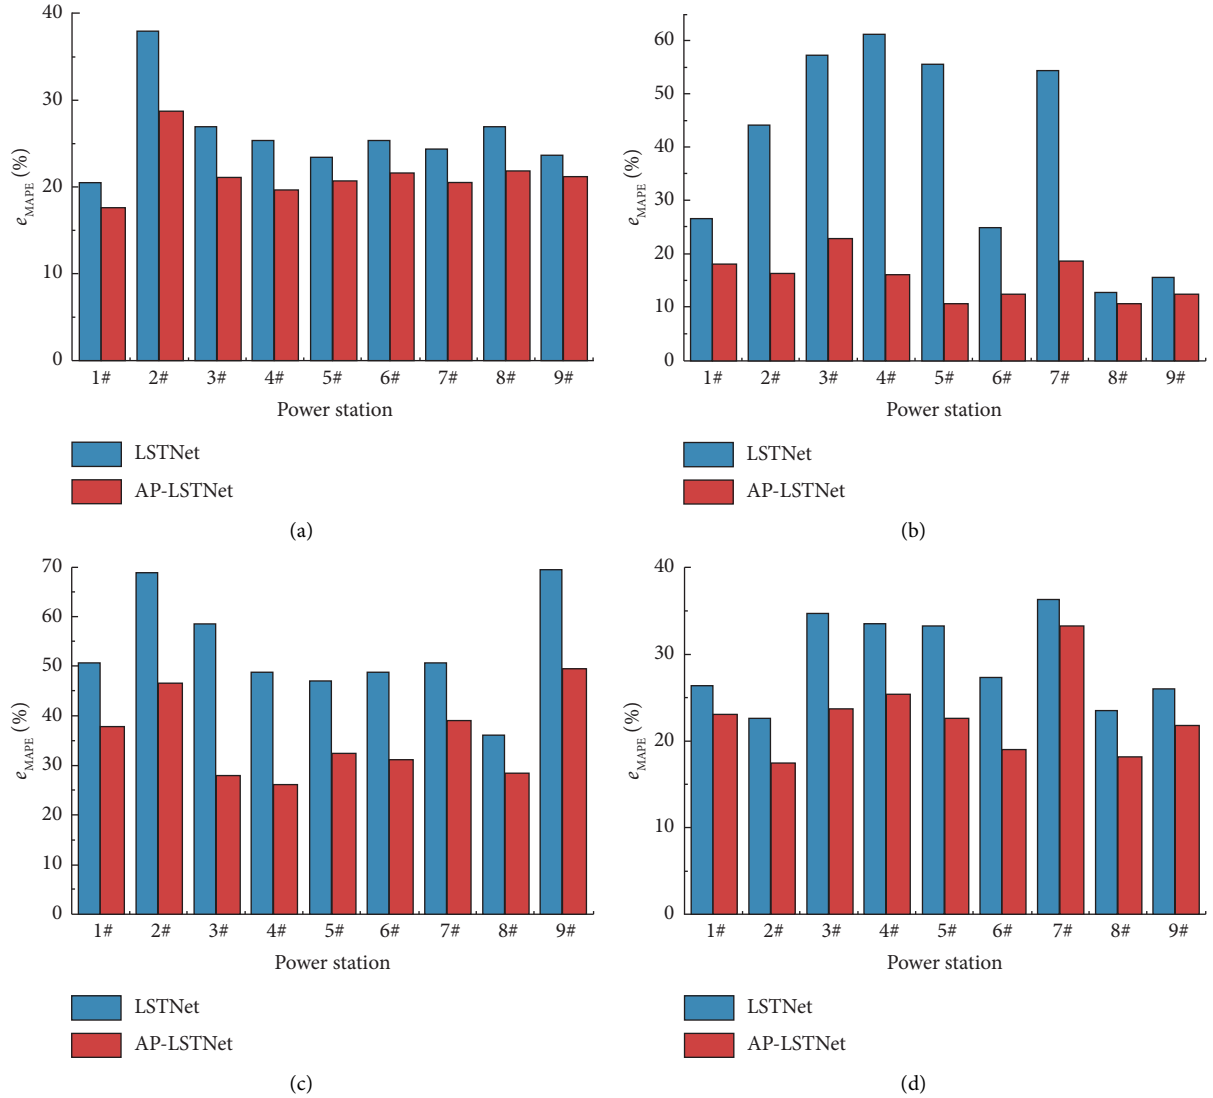 40
30
20
10
0
e_MAPE (%)
1# 2# 3# 4# 5# 6# 7# 8# 9#
Power station
LSTNet
AP-LSTNet
(a)
60
50
40
30
20
10
0
e_MAPE (%)
1# 2# 3# 4# 5# 6# 7# 8# 9#
Power station
LSTNet
AP-LSTNet
(b)
70
60
50
40
30
20
10
0
e_MAPE (%)
1# 2# 3# 4# 5# 6# 7# 8# 9#
Power station
LSTNet
AP-LSTNet
(c)
40
30
20
10
0
e_MAPE (%)
1# 2# 3# 4# 5# 6# 7# 8# 9#
Power station
LSTNet
AP-LSTNet
(d)